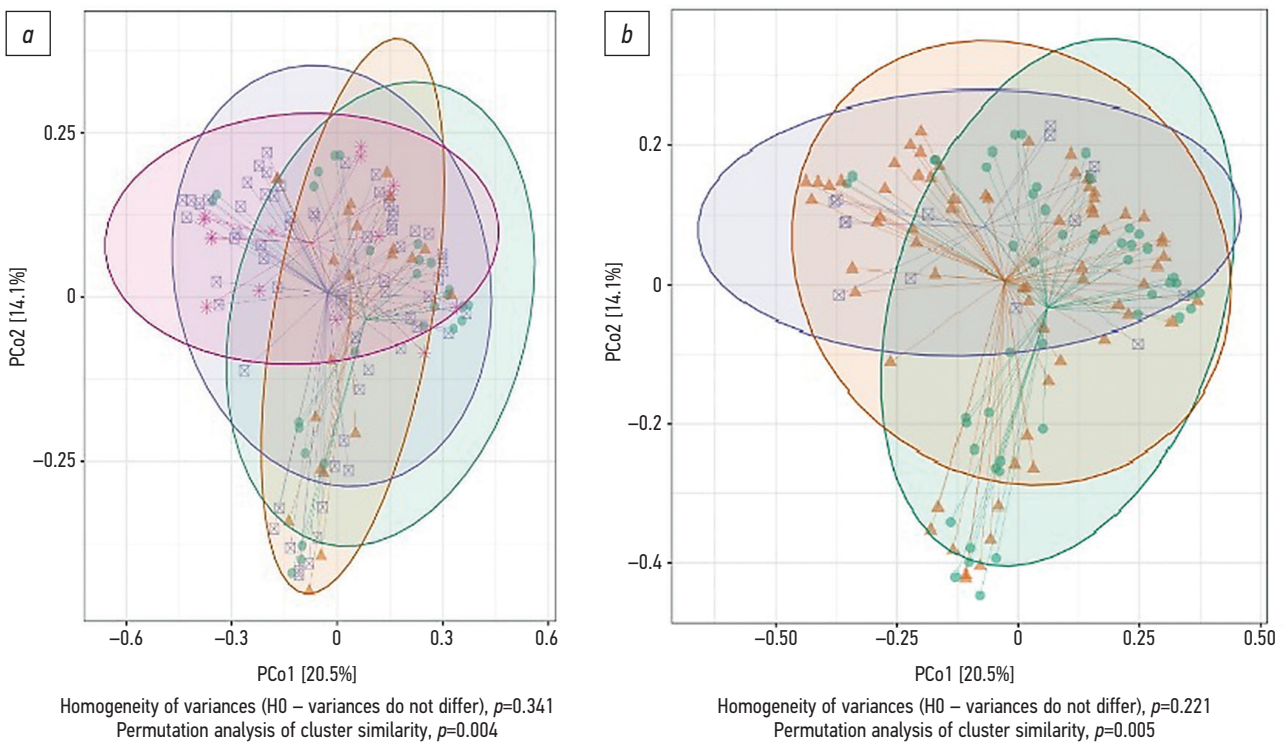 a
0.25
0
−0.25
PCo2 [14.1%]
−0.6
−0.3
0
0.3
0.6
PCo1 [20.5%]
Homogeneity of variances (H0 – variances do not differ), p=0.341
Permutation analysis of cluster similarity, p=0.004
b
0.2
0
−0.2
−0.4
PCo2 [14.1%]
−0.50
−0.25
0
0.25
0.50
PCo1 [20.5%]
Homogeneity of variances (H0 – variances do not differ), p=0.221
Permutation analysis of cluster similarity, p=0.005